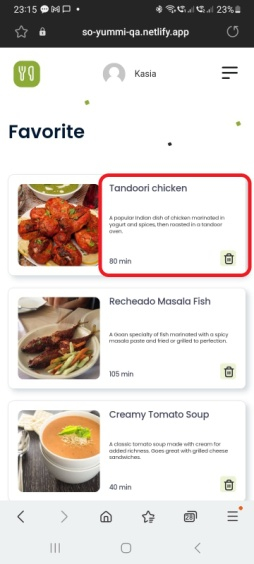 23:15
23%
so-yummi-qa.netlify.app
Kasia
Favorite
Tandoori chicken
A popular Indian dish of chicken marinated in
yogurt and spices, then roasted in a tandoor
oven.
80 min
Recheado Masala Fish
A Goan specialty of fish marinated with a spicy
masala paste and fried or grilled to perfection.
105 min
Creamy Tomato Soup
A classic tomato soup made with cream for
added richness. Goes great with grilled cheese
sandwiches.
40 min